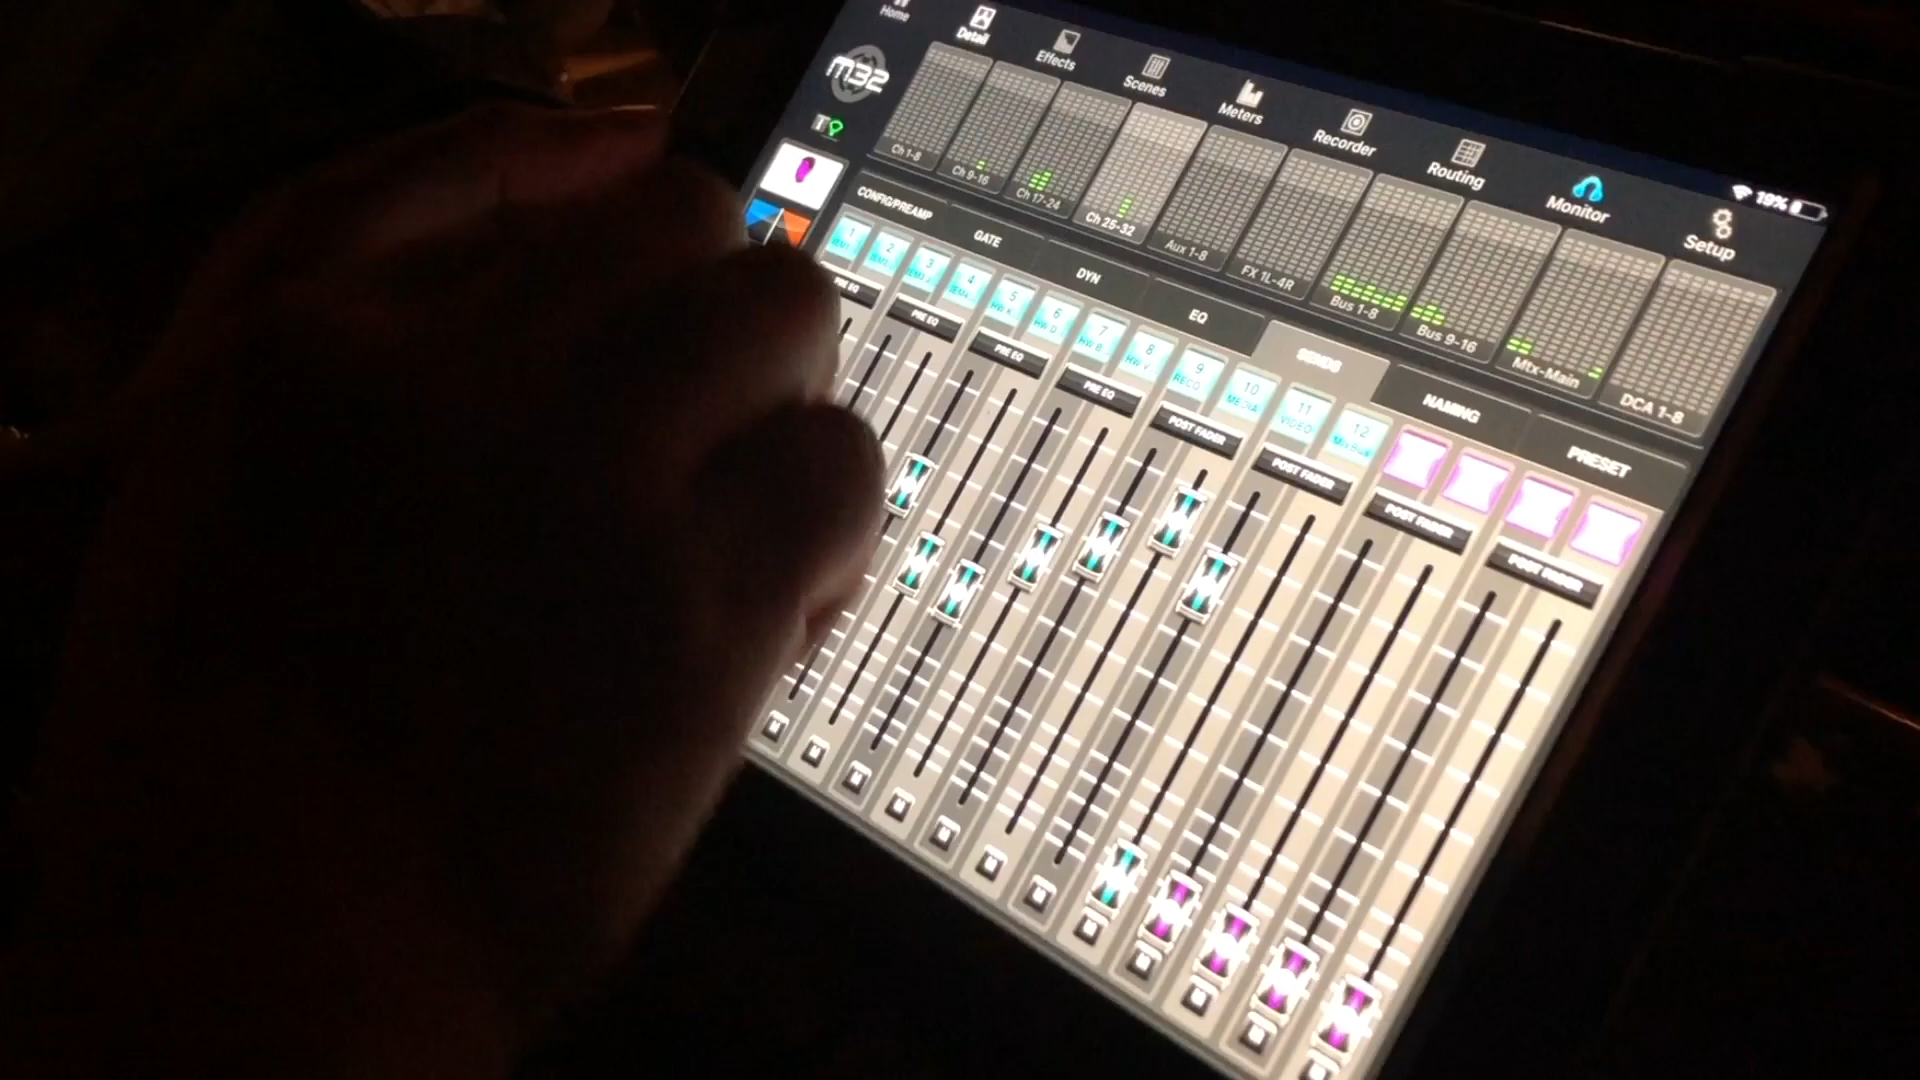 Home
Detail
Effects
Scenes
Meters
Recorder
Routing
Monitor
Setup
19%
M32
Ch 1-8
Ch 9-16
Ch 17-24
Ch 25-32
Aux 1-8
FX 1L-4R
Bus 1-8
Bus 9-16
Mtx-Main
DCA 1-8
CONFIG/PREAMP
GATE
DYN
EQ
SENDS
NAMING
PRESET
1
2
3
4
5
6
7
8
9
10
11
12
MEDIA
VIDEO
PRE EQ
PRE EQ
PRE EQ
PRE EQ
POST FADER
POST FADER
POST FADER
POST FADER
M
M
M
M
M
M
M